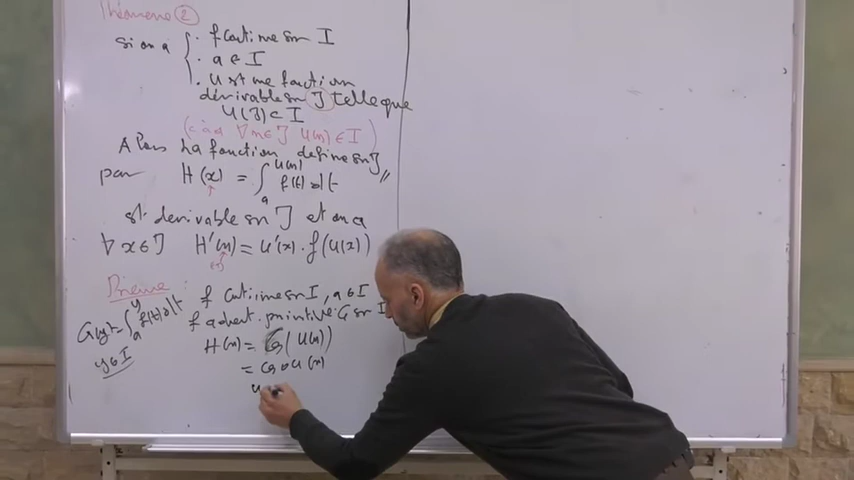 Théorème ②
si on a { . f continue sur I
. a ∈ I
. U est une fonction
dérivable sur J telle que
U(J) ⊂ I
(c à d ∀x ∈ J U(x) ∈ I)
Alors la fonction définie sur J
par H(x) = ∫_a^{U(x)} f(t) dt
est dérivable sur J et on a
∀x ∈ J H'(x) = U'(x) . f(U(x))
Preuve : f continue sur I, a ∈ I
G(y) = ∫_a^y f(t) dt f admet primitive G sur I
y ∈ I H(x) = G(U(x))
= G o U(x)